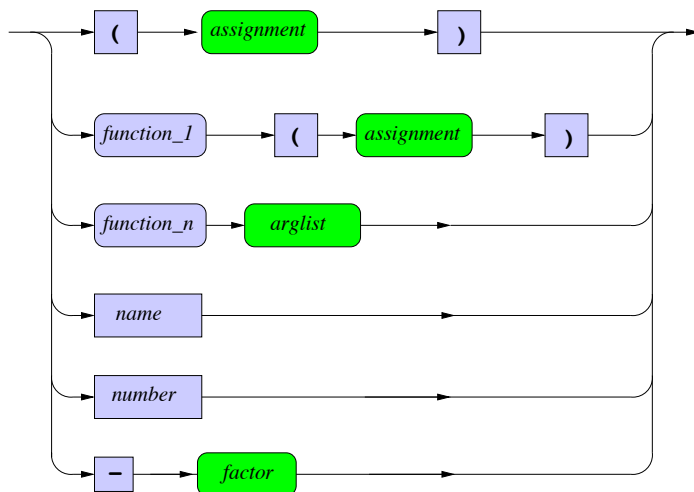 ( assignment )
function_1 ( assignment )
function_n arglist
name
number
− factor